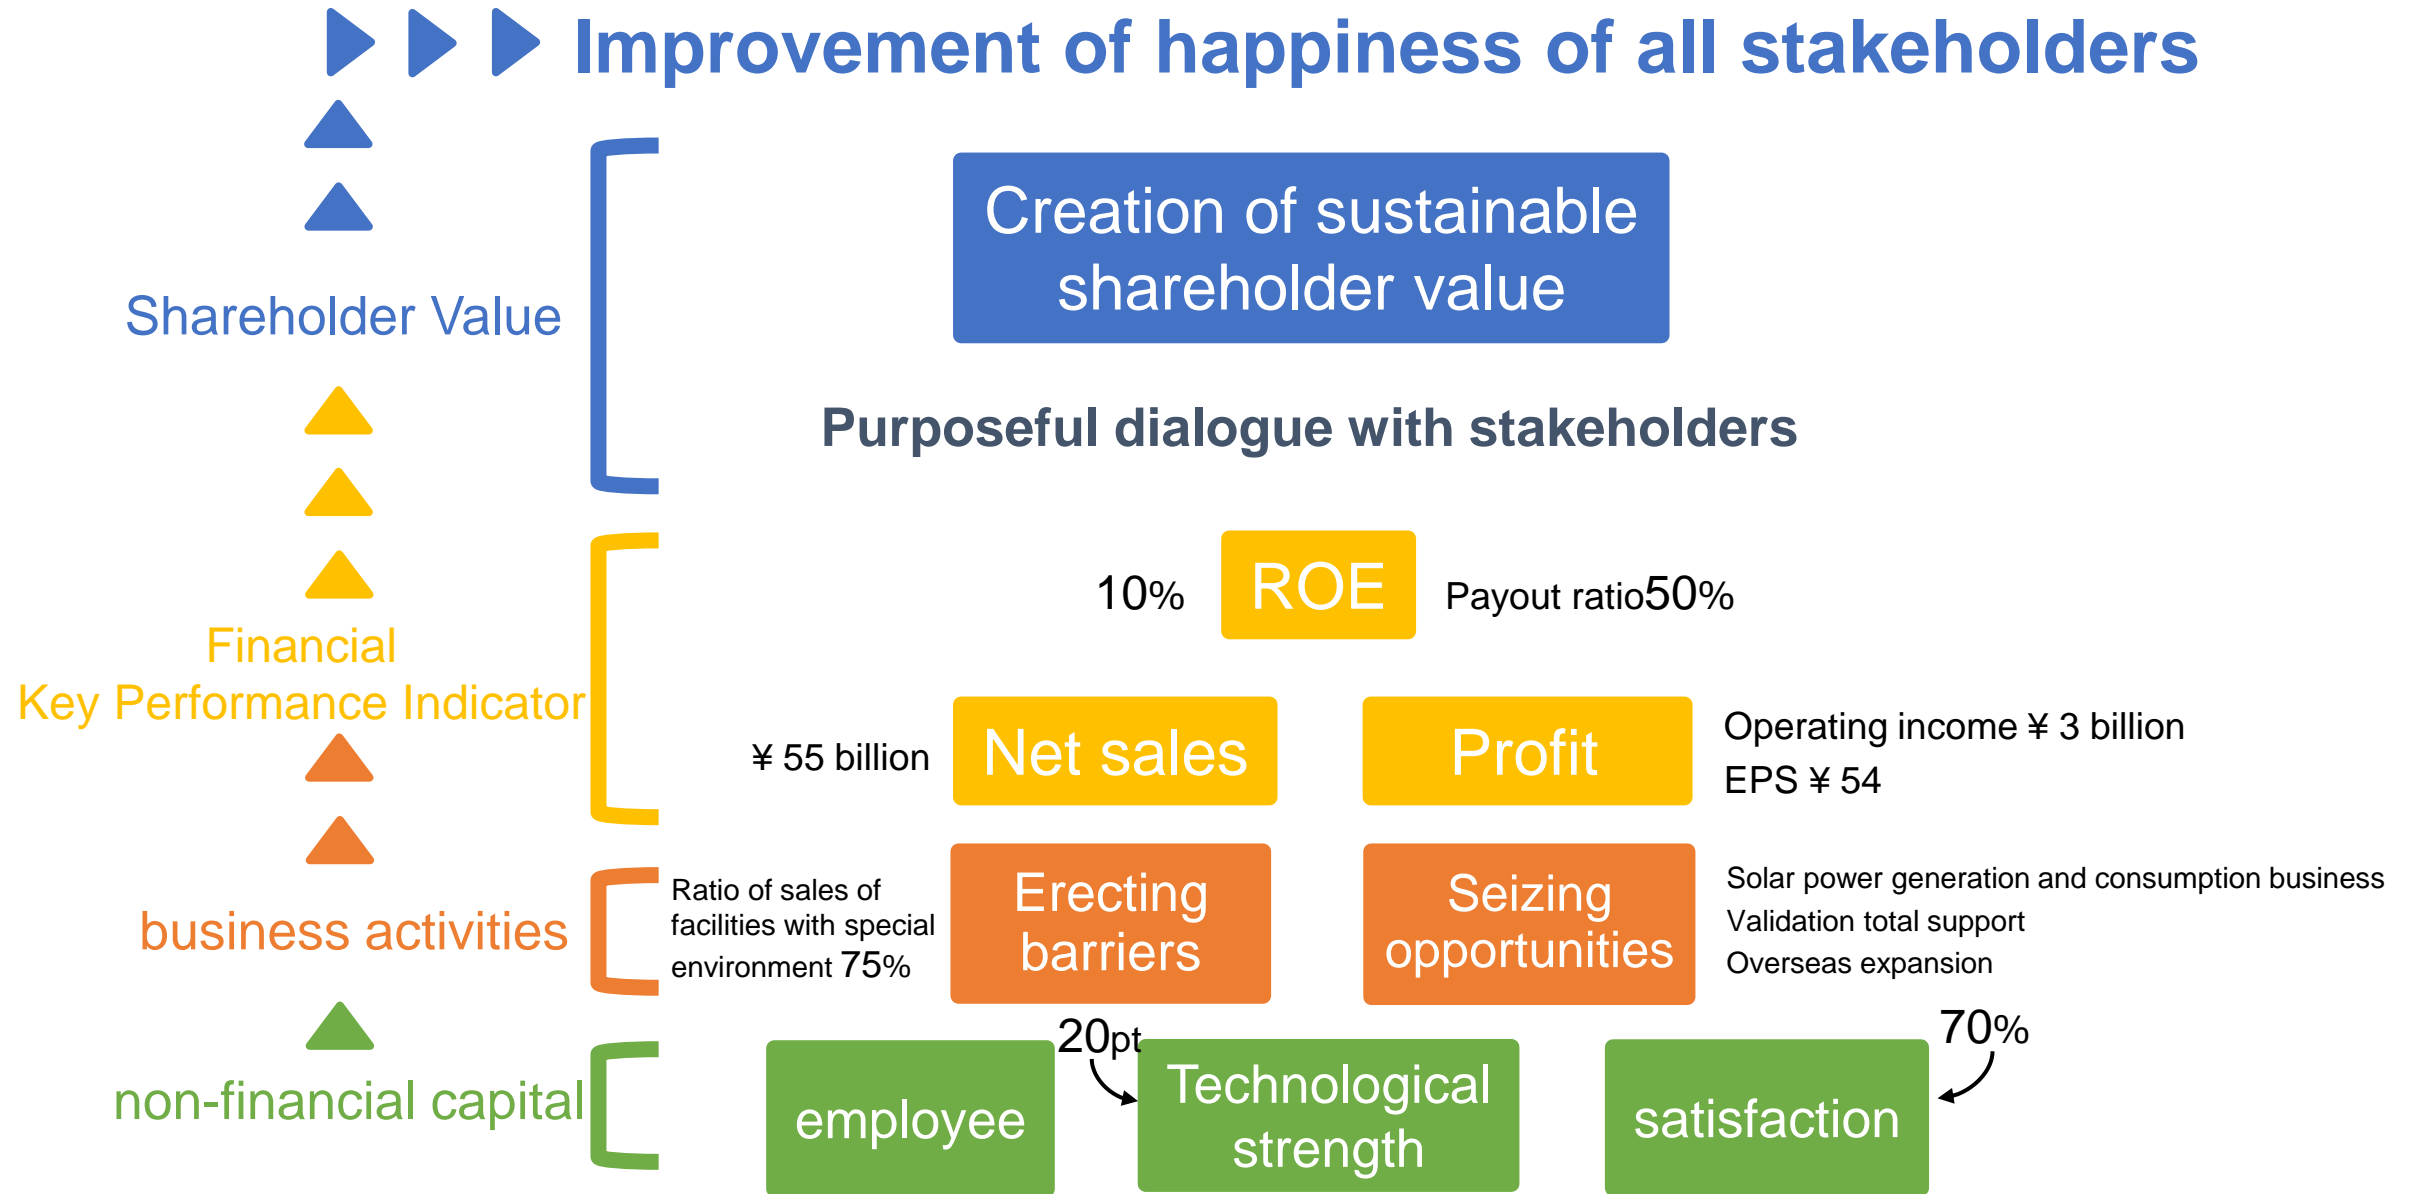 Improvement of happiness of all stakeholders
Shareholder Value
Creation of sustainable
shareholder value
Purposeful dialogue with stakeholders
Financial
Key Performance Indicator
10%
ROE
Payout ratio50%
¥ 55 billion
Net sales
Profit
Operating income ¥ 3 billion
EPS ¥ 54
business activities
Ratio of sales of
facilities with special
environment 75%
Erecting
barriers
Seizing
opportunities
Solar power generation and consumption business
Validation total support
Overseas expansion
non-financial capital
employee
20pt
Technological
strength
70%
satisfaction